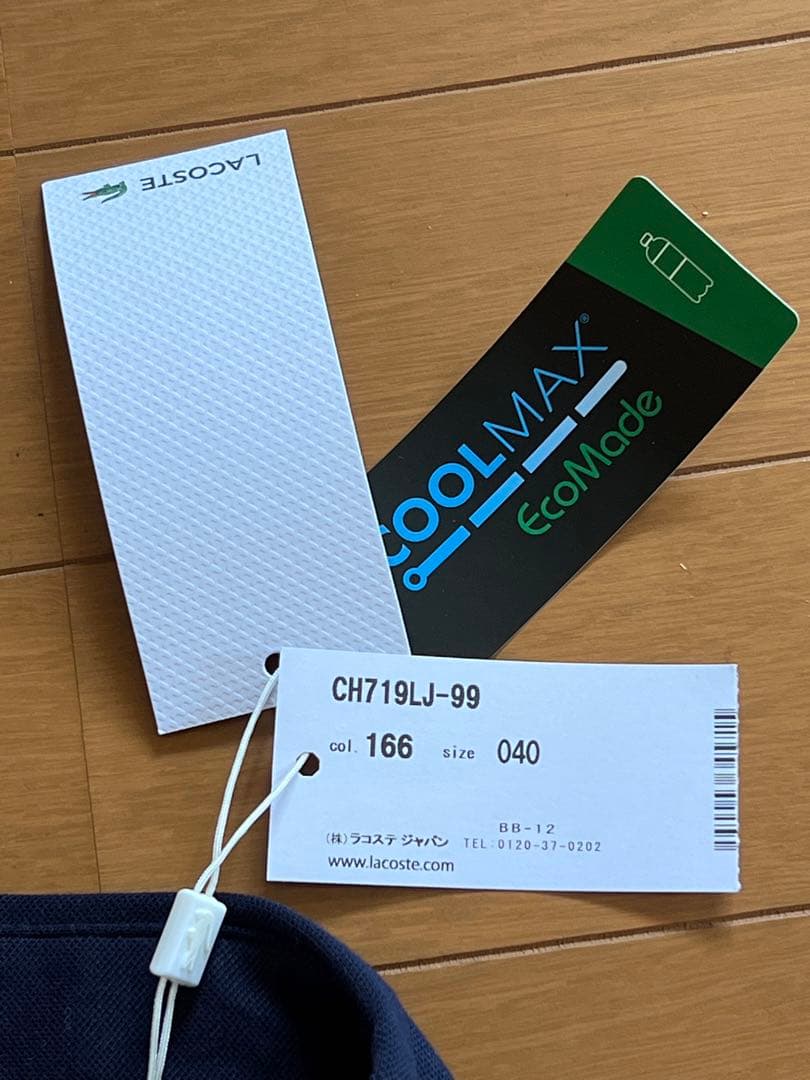 LACOSTE
COOLMAX®
EcoMade
CH719LJ-99
col. 166 size 040
BB-12
(株)ラコステ ジャパン TEL:0120-37-0202
www.lacoste.com